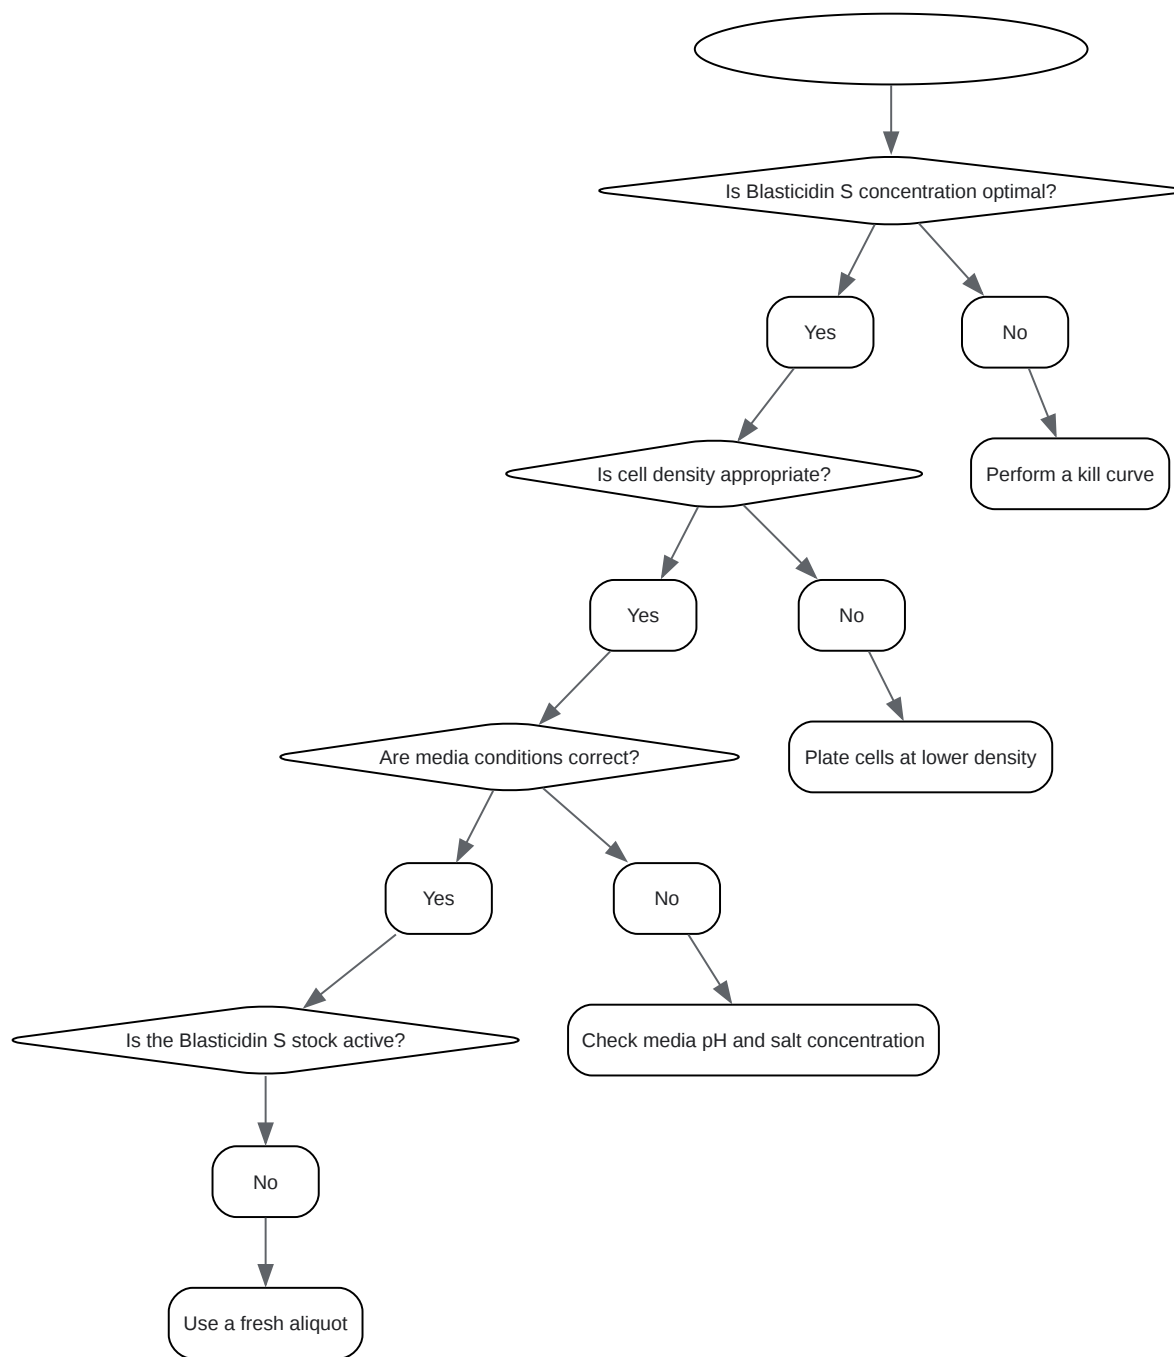 Is Blasticidin S concentration optimal?
Yes
No
Is cell density appropriate?
Perform a kill curve
Yes
No
Are media conditions correct?
Plate cells at lower density
Yes
No
Is the Blasticidin S stock active?
Check media pH and salt concentration
No
Use a fresh aliquot